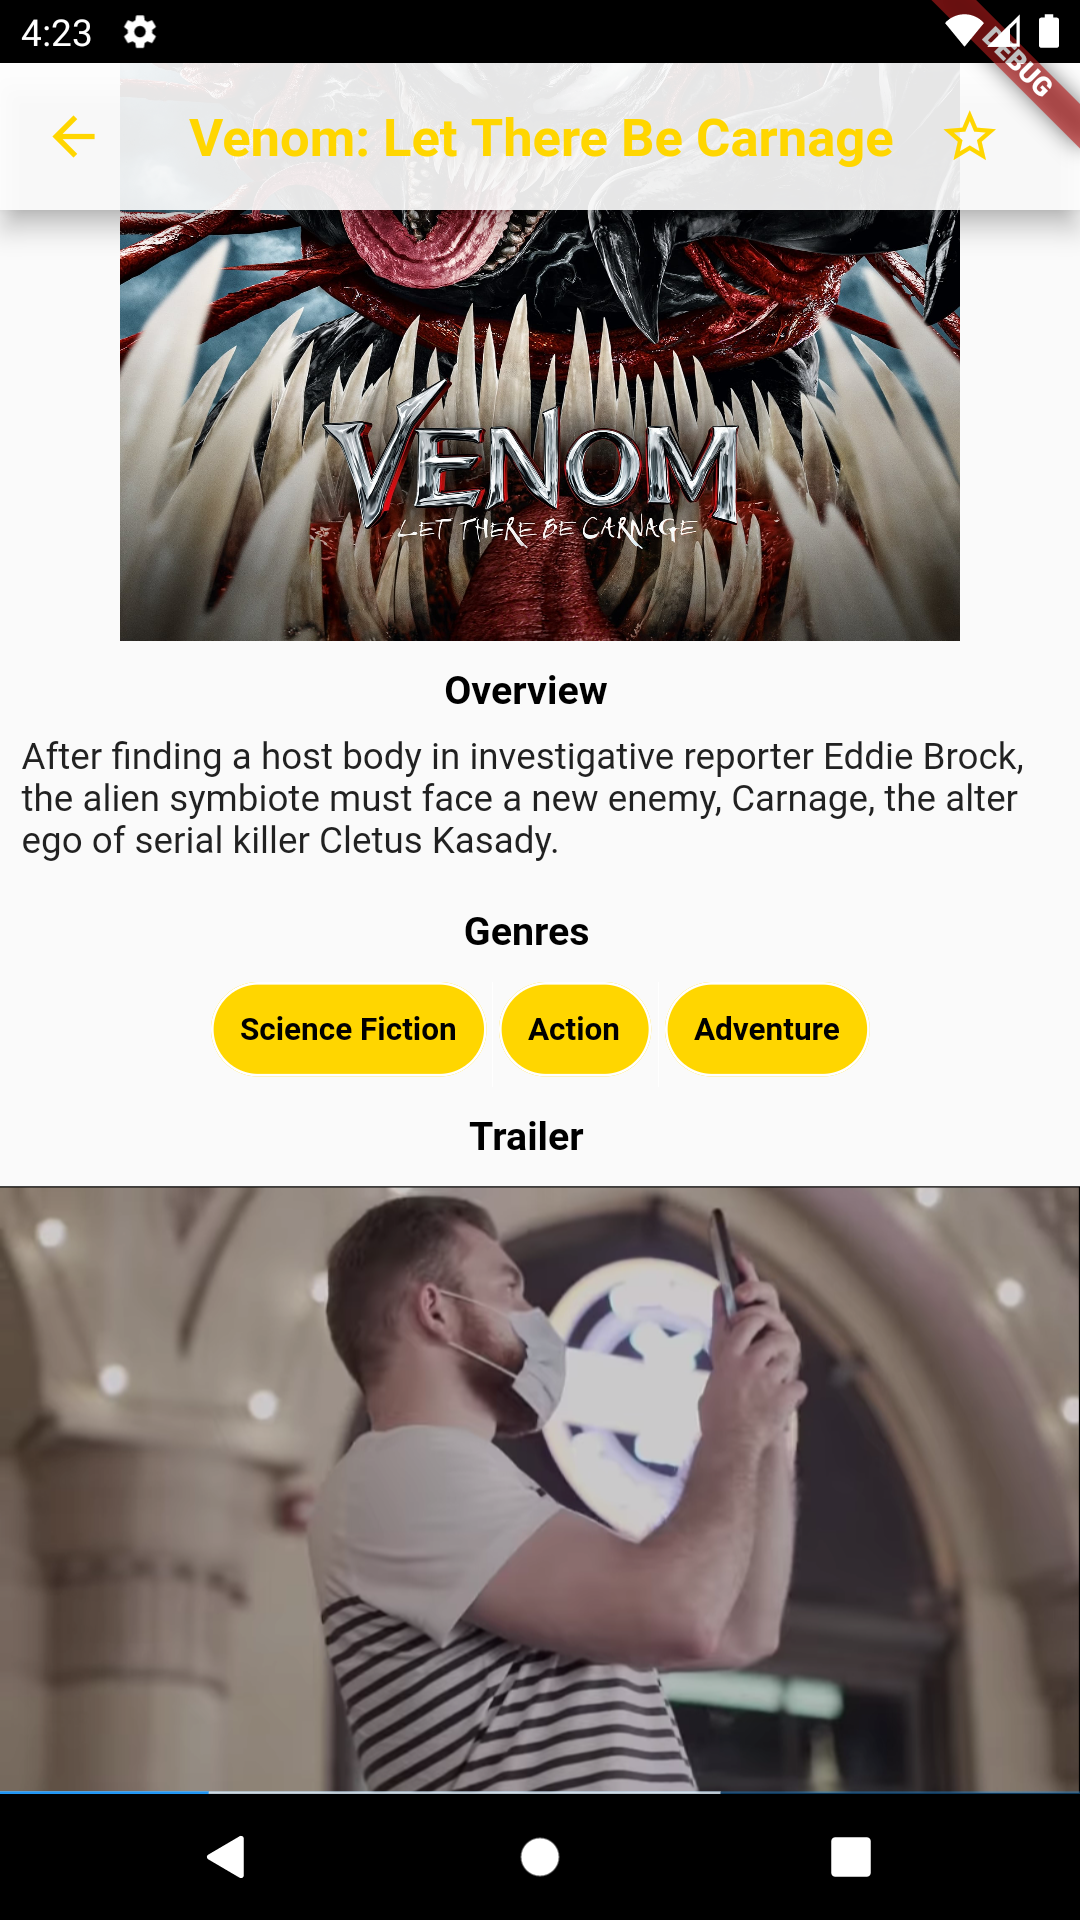 4:23
DEBUG
Venom: Let There Be Carnage
VENOM
LET THERE BE CARNAGE
Overview
After finding a host body in investigative reporter Eddie Brock,
the alien symbiote must face a new enemy, Carnage, the alter
ego of serial killer Cletus Kasady.
Genres
Science Fiction Action Adventure
Trailer